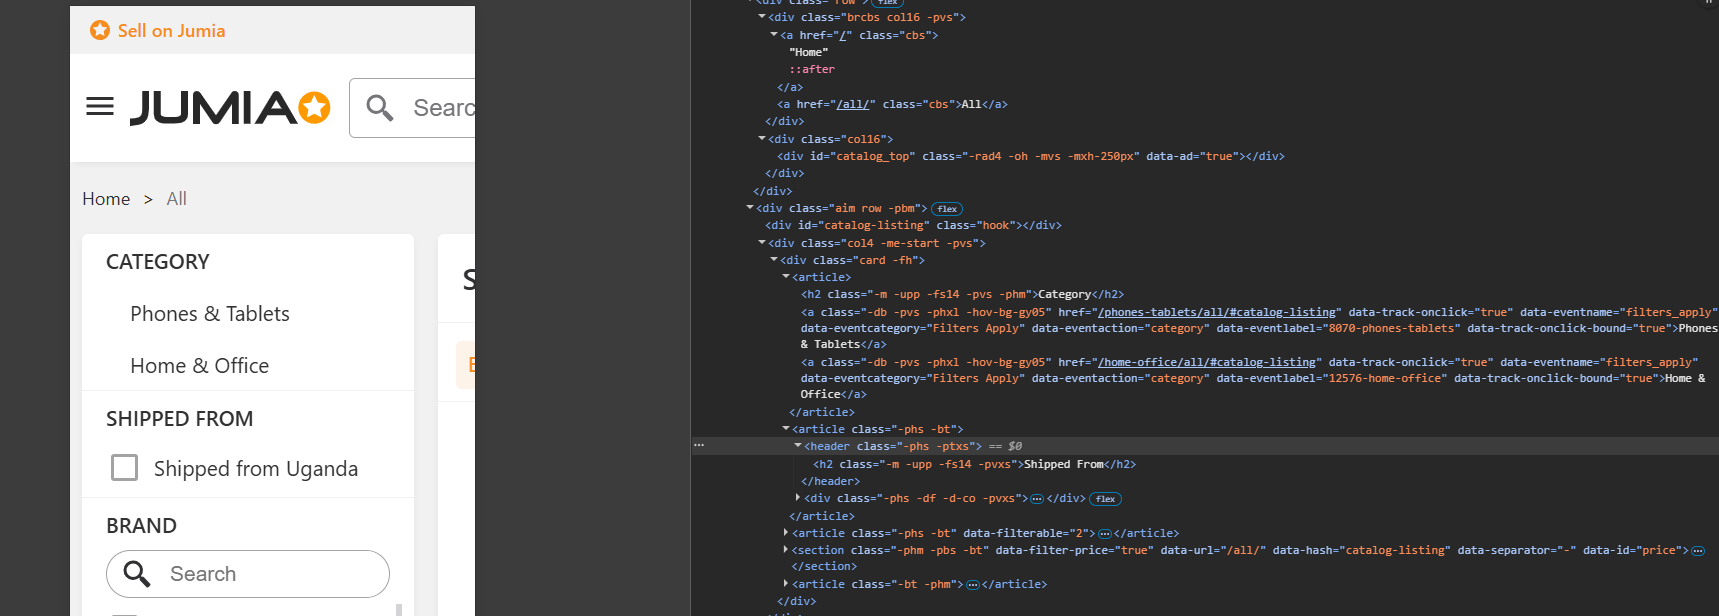 Sell on Jumia
JUMIA
Searc
Home > All
CATEGORY
Phones & Tablets
Home & Office
SHIPPED FROM
Shipped from Uganda
BRAND
Search
S
<div class="row"> flex
<div class="brcbs col16 -pvs">
<a href="/" class="cbs">
"Home"
::after
</a>
<a href="/all/" class="cbs">All</a>
</div>
<div class="col16">
<div id="catalog_top" class="-rad4 -oh -mvs -mxh-250px" data-ad="true"></div>
</div>
</div>
<div class="aim row -pbm"> flex
<div id="catalog-listing" class="hook"></div>
<div class="col4 -me-start -pvs">
<div class="card -fh">
<article>
<h2 class="-m -upp -fs14 -pvs -phm">Category</h2>
<a class="-db -pvs -phxl -hov-bg-gy05" href="/phones-tablets/all/#catalog-listing" data-track-onclick="true" data-eventname="filters_apply"
data-eventcategory="Filters Apply" data-eventaction="category" data-eventlabel="8070-phones-tablets" data-track-onclick-bound="true">Phones
& Tablets</a>
<a class="-db -pvs -phxl -hov-bg-gy05" href="/home-office/all/#catalog-listing" data-track-onclick="true" data-eventname="filters_apply"
data-eventcategory="Filters Apply" data-eventaction="category" data-eventlabel="12576-home-office" data-track-onclick-bound="true">Home &
Office</a>
</article>
<article class="-phs -bt">
<header class="-phs -ptxs"> == $0
<h2 class="-m -upp -fs14 -pvxs">Shipped From</h2>
</header>
<div class="-phs -df -d-co -pvxs">…</div> flex
</article>
<article class="-phs -bt" data-filterable="2">…</article>
<section class="-phm -pbs -bt" data-filter-price="true" data-url="/all/" data-hash="catalog-listing" data-separator="-" data-id="price">…
</section>
<article class="-bt -phm">…</article>
</div>